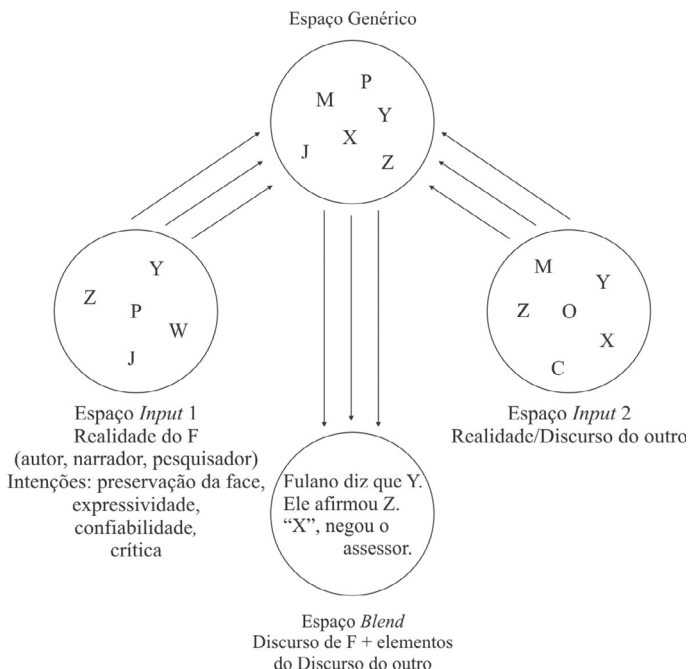 Espaço Genérico
P
M
Y
X
J
Z
Y
Z
P
W
J
M
Y
Z
O
X
C
Espaço Input 1
Realidade do F
(autor, narrador, pesquisador)
Intenções: preservação da face,
expressividade,
confiabilidade,
crítica
Espaço Input 2
Realidade/Discurso do outro
Fulano diz que Y.
Ele afirmou Z.
“X”, negou o
assessor.
Espaço Blend
Discurso de F + elementos
do Discurso do outro